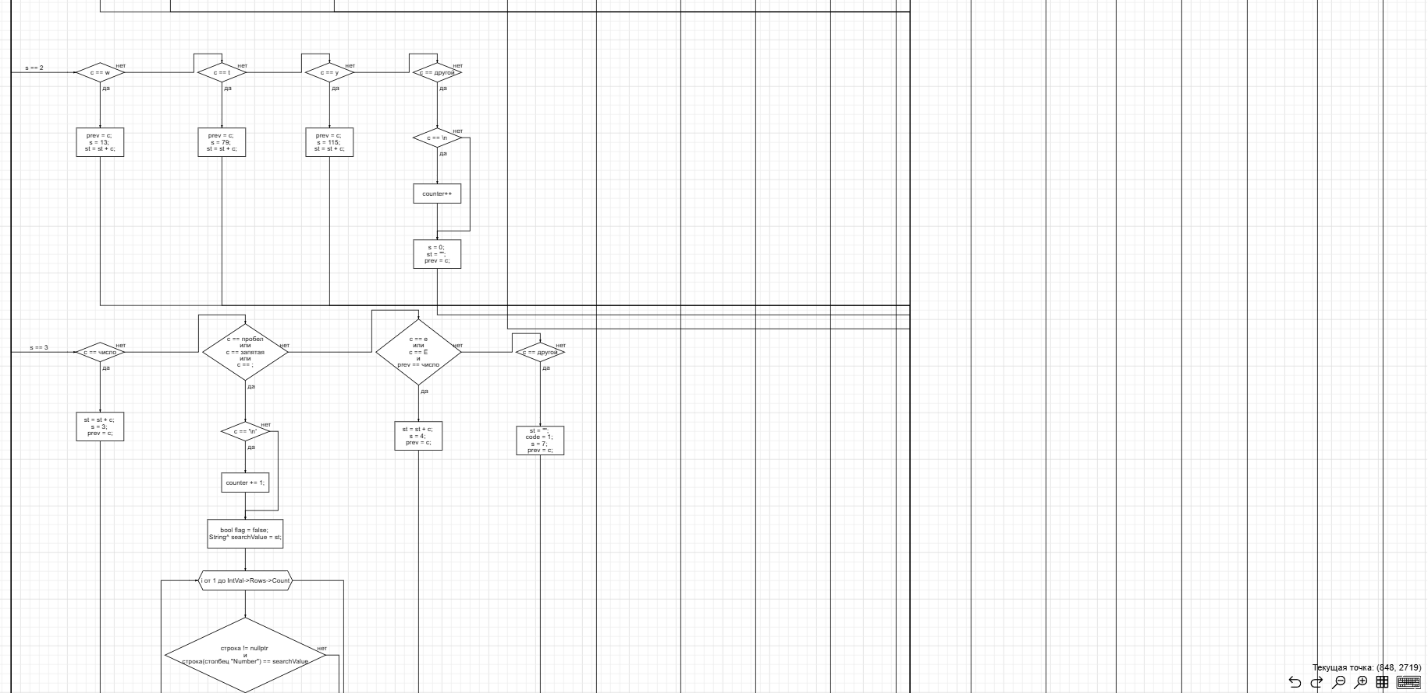 s == 2
c == w
нет
да
c == i
нет
да
c == y
нет
да
c == другой
нет
да
prev = c;
s = 13;
st = st + c;
prev = c;
s = 79;
st = st + c;
prev = c;
s = 115;
st = st + c;
c == \n
нет
да
counter++
s = 0;
st = "";
prev = c;
s == 3
c == число
нет
да
c == пробел
или
c == запятая
или
c == ;
нет
да
c == e
или
c == E
и
prev == число
нет
да
c == другой
нет
да
st = st + c;
s = 3;
prev = c;
c == '\n'
нет
да
st = st + c;
s = 4;
prev = c;
st = "";
code = 1;
s = 7;
prev = c;
counter += 1;
bool flag = false;
String^ searchValue = st;
i от 1 до IntVal->Rows->Count
строка != nullptr
и
строка(столбец "Number") == searchValue
нет
Текущая точка: (848, 2719)